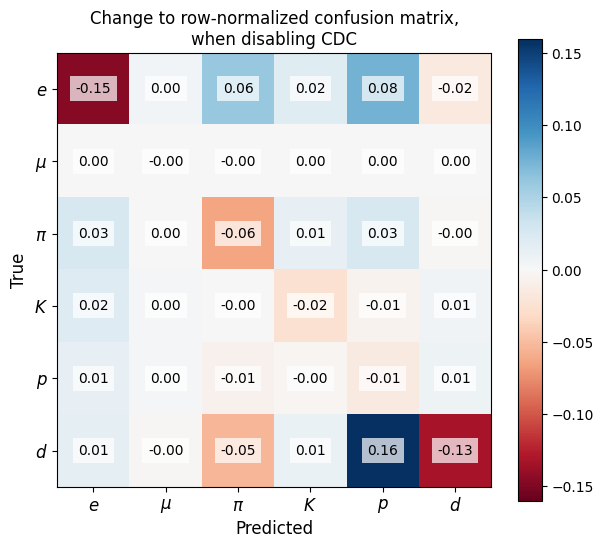 Change to row-normalized confusion matrix,
when disabling CDC
True
e -0.15 0.00 0.06 0.02 0.08 -0.02
μ 0.00 -0.00 -0.00 0.00 0.00 0.00
π 0.03 0.00 -0.06 0.01 0.03 -0.00
K 0.02 0.00 -0.00 -0.02 -0.01 0.01
p 0.01 0.00 -0.01 -0.00 -0.01 0.01
d 0.01 -0.00 -0.05 0.01 0.16 -0.13
e μ π K p d
Predicted
0.15
0.10
0.05
0.00
−0.05
−0.10
−0.15